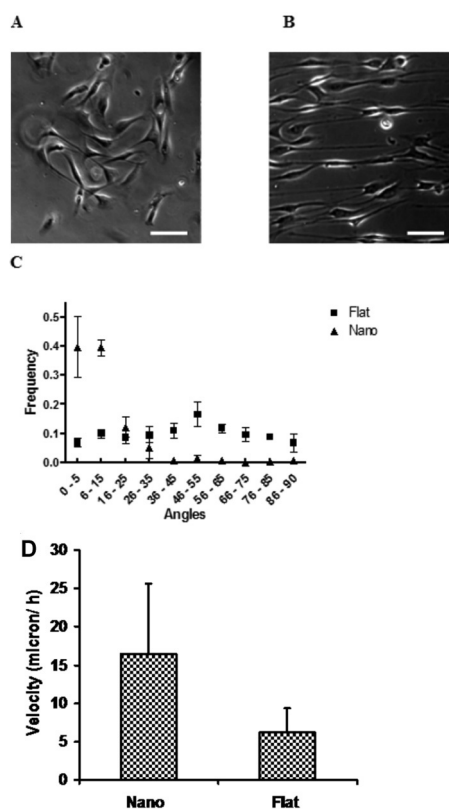 A
B
C
Flat
Nano
0.5
0.4
0.3
0.2
0.1
0.0
Frequency
0 - 5
6 - 15
16 - 25
26 - 35
36 - 45
46 - 55
56 - 65
66 - 75
76 - 85
86 - 90
Angles
D
30
25
20
15
10
5
0
Velocity (micron/ h)
Nano
Flat